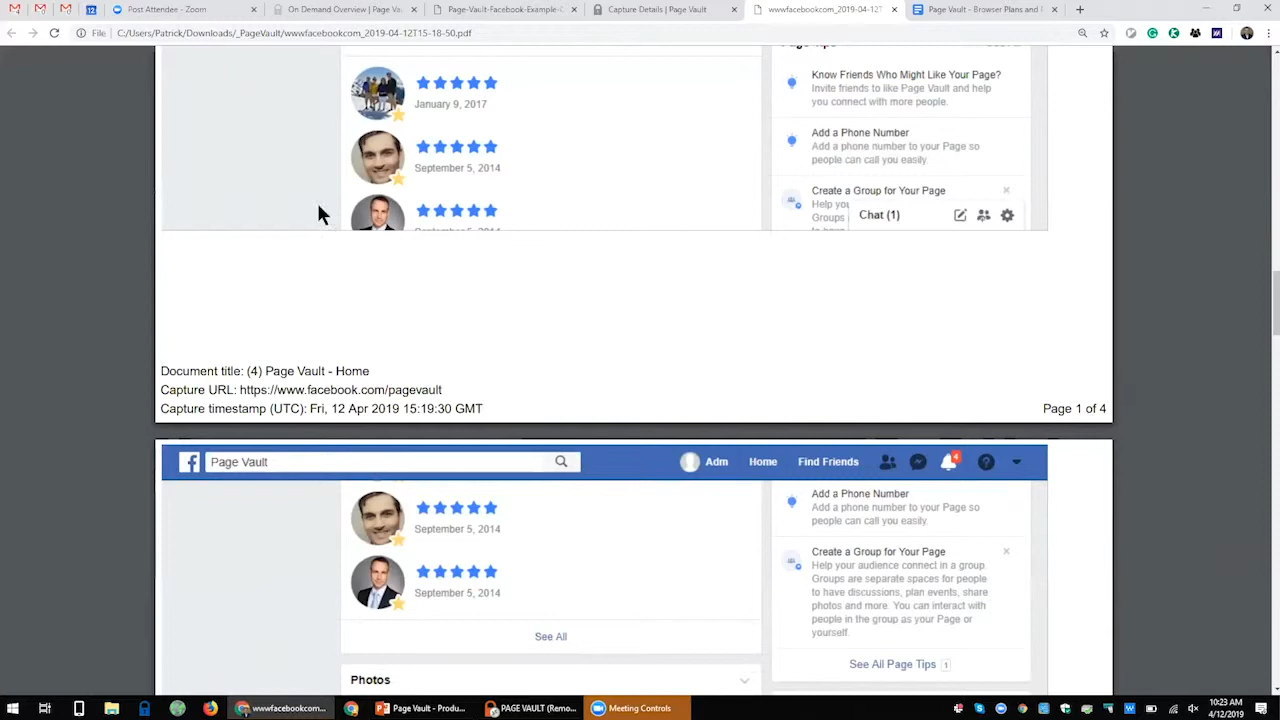 Post Attendee - Zoom
On Demand Overview | Page Va
Page-Vault-Facebook-Example-C
Capture Details | Page Vault
wwwfacebookcom_2019-04-12T
Page Vault - Browser Plans and
File
C:/Users/Patrick/Downloads/_PageVault/wwwfacebookcom_2019-04-12T15-18-50.pdf
January 9, 2017
September 5, 2014
Know Friends Who Might Like Your Page?
Invite friends to like Page Vault and help
you connect with more people.
Add a Phone Number
Add a phone number to your Page so
people can call you easily.
Create a Group for Your Page
Help you
Groups
Chat (1)
Document title: (4) Page Vault - Home
Capture URL: https://www.facebook.com/pagevault
Capture timestamp (UTC): Fri, 12 Apr 2019 15:19:30 GMT
Page 1 of 4
Page Vault
Adm
Home
Find Friends
4
September 5, 2014
September 5, 2014
See All
Photos
Add a Phone Number
Add a phone number to your Page so
people can call you easily.
Create a Group for Your Page
Help your audience connect in a group.
Groups are separate spaces for people
to have discussions, plan events, share
photos and more. You can interact with
people in the group as your Page or
yourself.
See All Page Tips 1
wwwfacebookcom...
Page Vault - Produ...
PAGE VAULT (Remo...
Meeting Controls
10:23 AM
4/12/2019